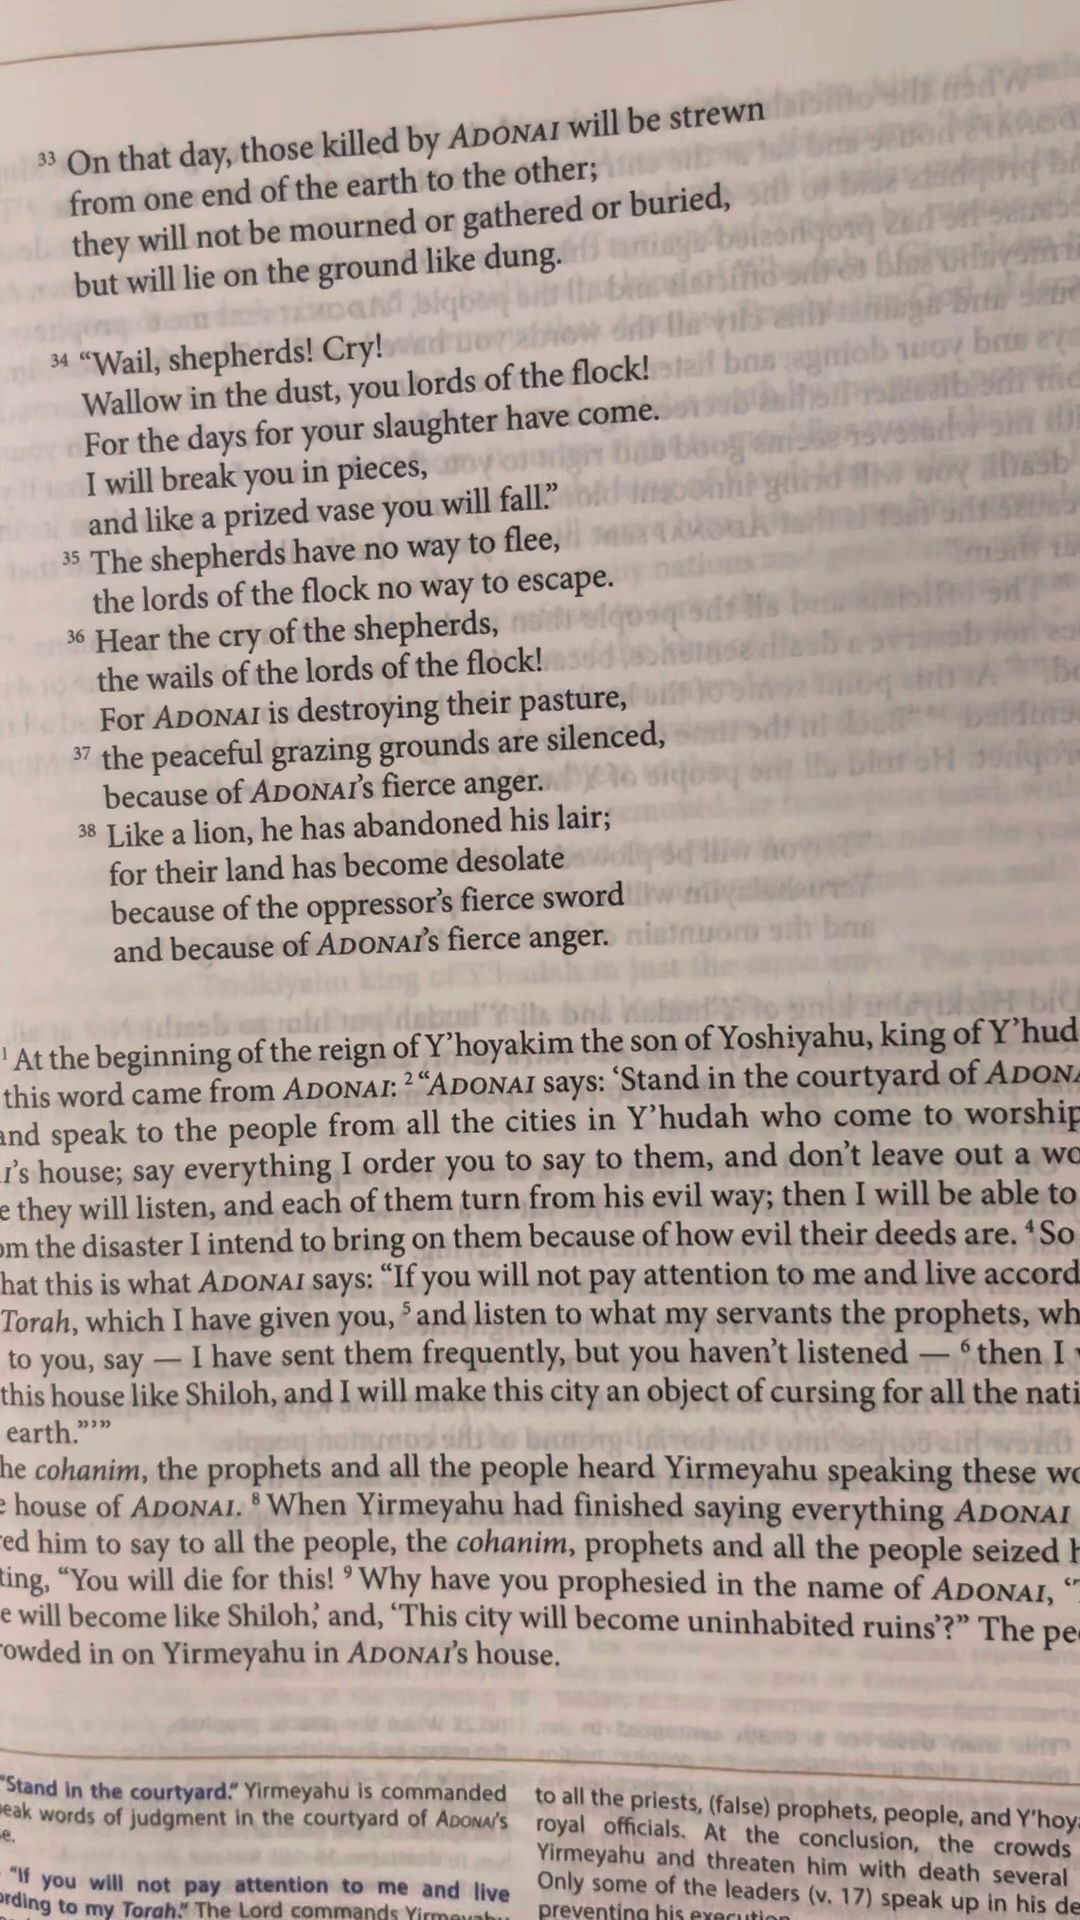 33 On that day, those killed by ADONAI will be strewn
from one end of the earth to the other;
they will not be mourned or gathered or buried,
but will lie on the ground like dung.
34 “Wail, shepherds! Cry!
Wallow in the dust, you lords of the flock!
For the days for your slaughter have come.
I will break you in pieces,
and like a prized vase you will fall.”
35 The shepherds have no way to flee,
the lords of the flock no way to escape.
36 Hear the cry of the shepherds,
the wails of the lords of the flock!
For ADONAI is destroying their pasture,
37 the peaceful grazing grounds are silenced,
because of ADONAI’s fierce anger.
38 Like a lion, he has abandoned his lair;
for their land has become desolate
because of the oppressor’s fierce sword
and because of ADONAI’s fierce anger.
1 At the beginning of the reign of Y’hoyakim the son of Yoshiyahu, king of Y’hud
this word came from ADONAI: 2 “ADONAI says: ‘Stand in the courtyard of ADONA
and speak to the people from all the cities in Y’hudah who come to worship
I’s house; say everything I order you to say to them, and don’t leave out a wo
e they will listen, and each of them turn from his evil way; then I will be able to
om the disaster I intend to bring on them because of how evil their deeds are. 4 So
hat this is what ADONAI says: “If you will not pay attention to me and live accord
Torah, which I have given you, 5 and listen to what my servants the prophets, wh
to you, say — I have sent them frequently, but you haven’t listened — 6 then I
this house like Shiloh, and I will make this city an object of cursing for all the nati
earth.”’”
he cohanim, the prophets and all the people heard Yirmeyahu speaking these wo
e house of ADONAI. 8 When Yirmeyahu had finished saying everything ADONAI
ed him to say to all the people, the cohanim, prophets and all the people seized h
ting, “You will die for this! 9 Why have you prophesied in the name of ADONAI, ‘T
e will become like Shiloh,’ and, ‘This city will become uninhabited ruins’?” The peo
owded in on Yirmeyahu in ADONAI’s house.
“Stand in the courtyard.” Yirmeyahu is commanded
eak words of judgment in the courtyard of ADONAI’s
e.
“If you will not pay attention to me and live
ording to my Torah.” The Lord commands Yirmeyahu
to all the priests, (false) prophets, people, and Y’hoya
royal officials. At the conclusion, the crowds
Yirmeyahu and threaten him with death several
Only some of the leaders (v. 17) speak up in his de
preventing his execution